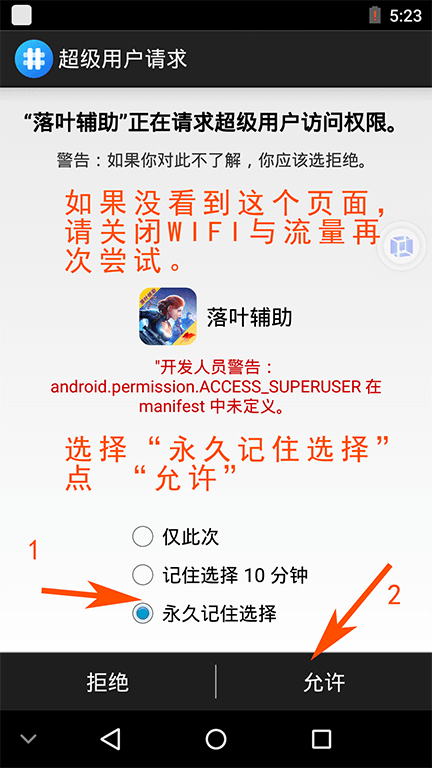 5:23
超级用户请求
“落叶辅助”正在请求超级用户访问权限。
警告：如果你对此不了解，你应该选拒绝。
如果没看到这个页面，
请关闭WIFI与流量再
次尝试。
落叶辅助
"开发人员警告：
android.permission.ACCESS_SUPERUSER 在
manifest 中未定义。
选择“永久记住选择”
点 “允许”
仅此次
1
记住选择 10 分钟
2
永久记住选择
拒绝
允许